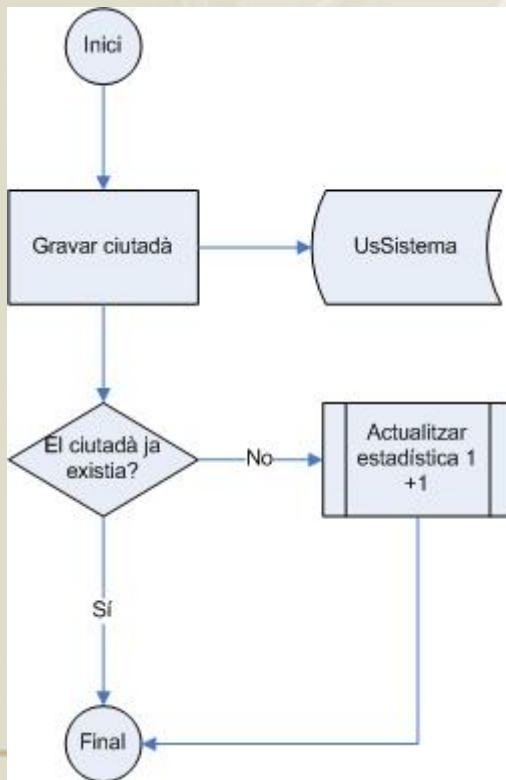 Inici
Gravar ciutadà
UsSistema
El ciutadà ja
existia?
No
Actualitzar
estadística 1
+1
Sí
Final